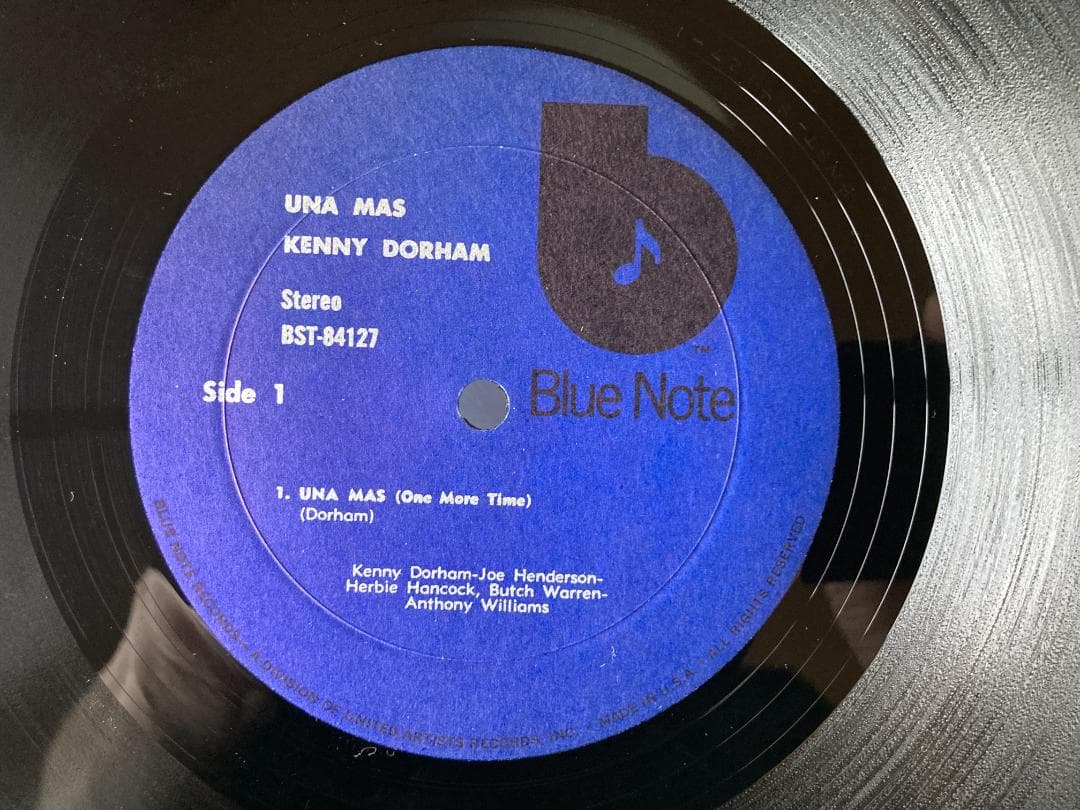 UNA MAS
KENNY DORHAM
Stereo
BST-84127
Side 1
TM
Blue Note
1. UNA MAS (One More Time)
(Dorham)
Kenny Dorham-Joe Henderson-
Herbie Hancock, Butch Warren-
Anthony Williams
BLUE NOTE RECORDS • A DIVISION OF UNITED ARTISTS RECORDS, INC. • MADE IN U.S.A. • ALL RIGHTS RESERVED